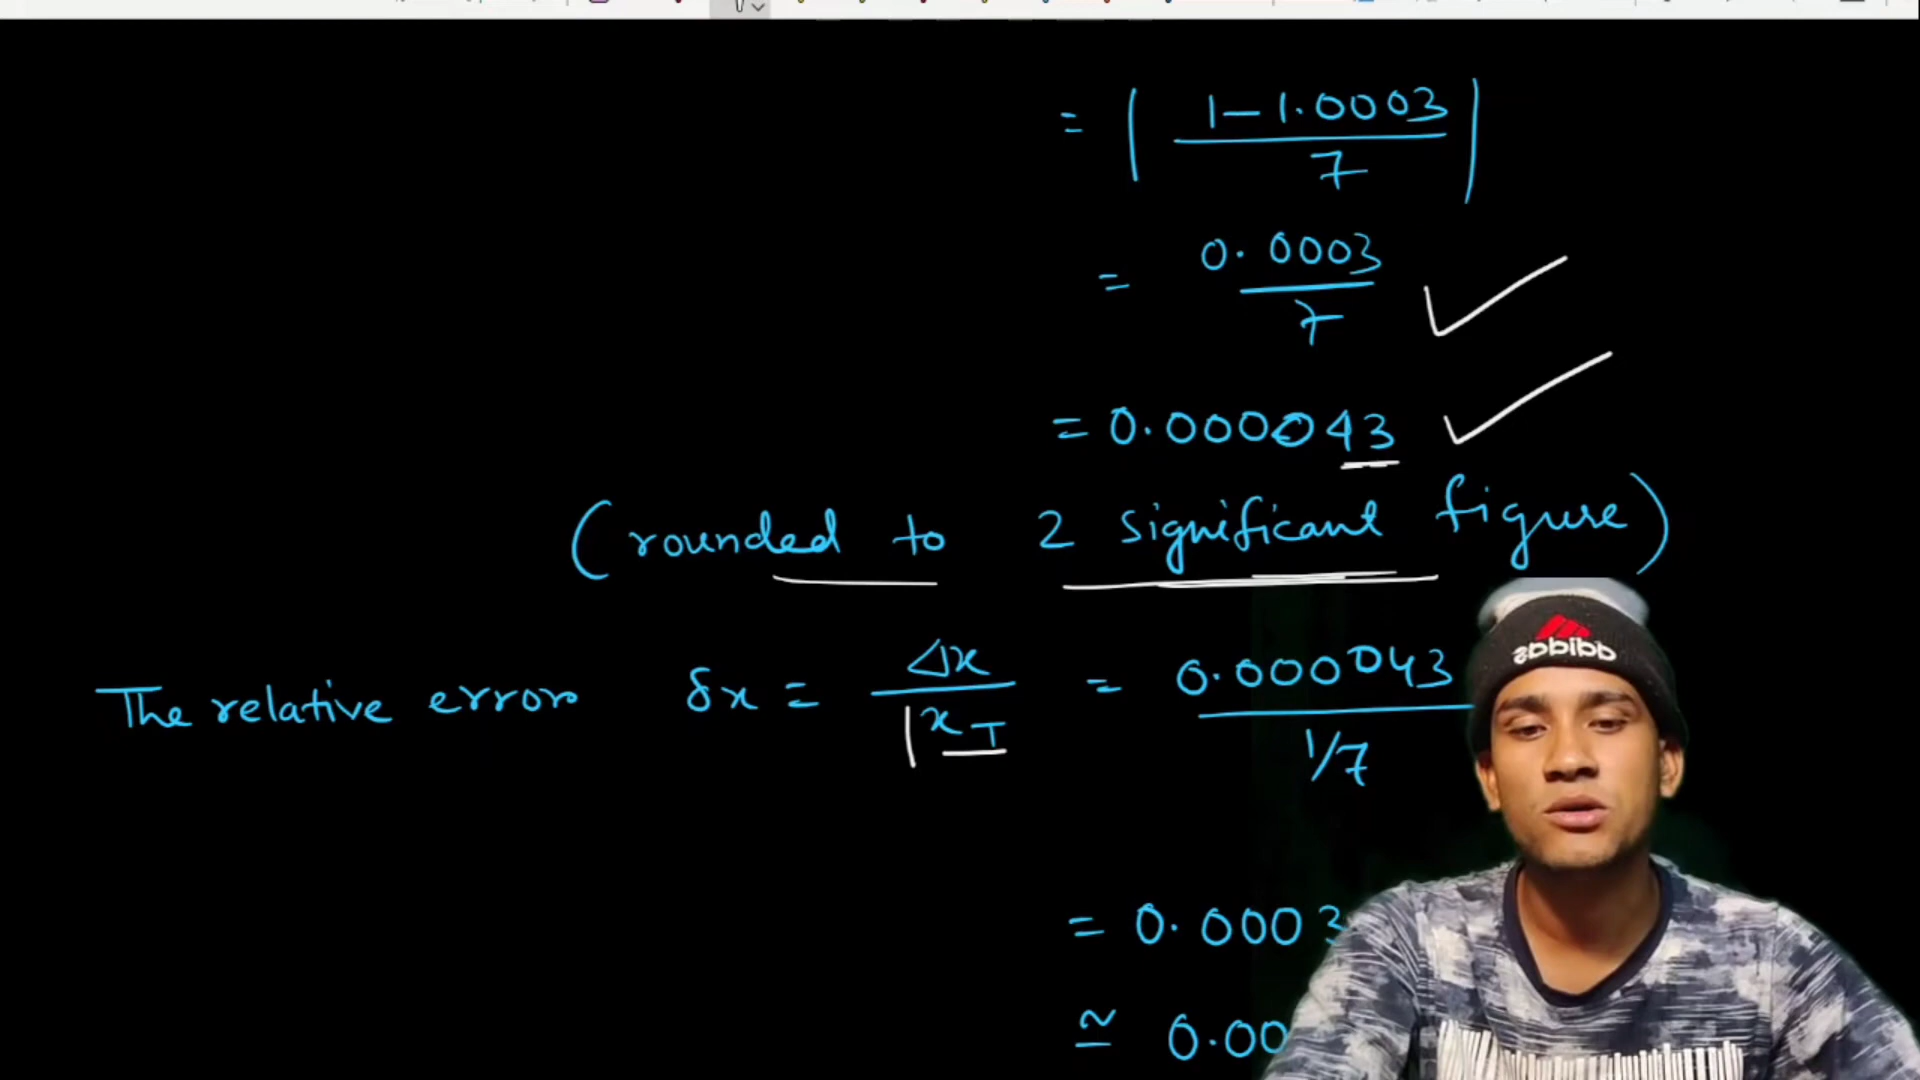 = | 1 - 1.0003 / 7 |
= 0.0003 / 7
= 0.000043
(rounded to 2 significant figure)
The relative error δx = Δx / |x_T = 0.000043 / 1/7
= 0.0003
≅ 0.00
adidas